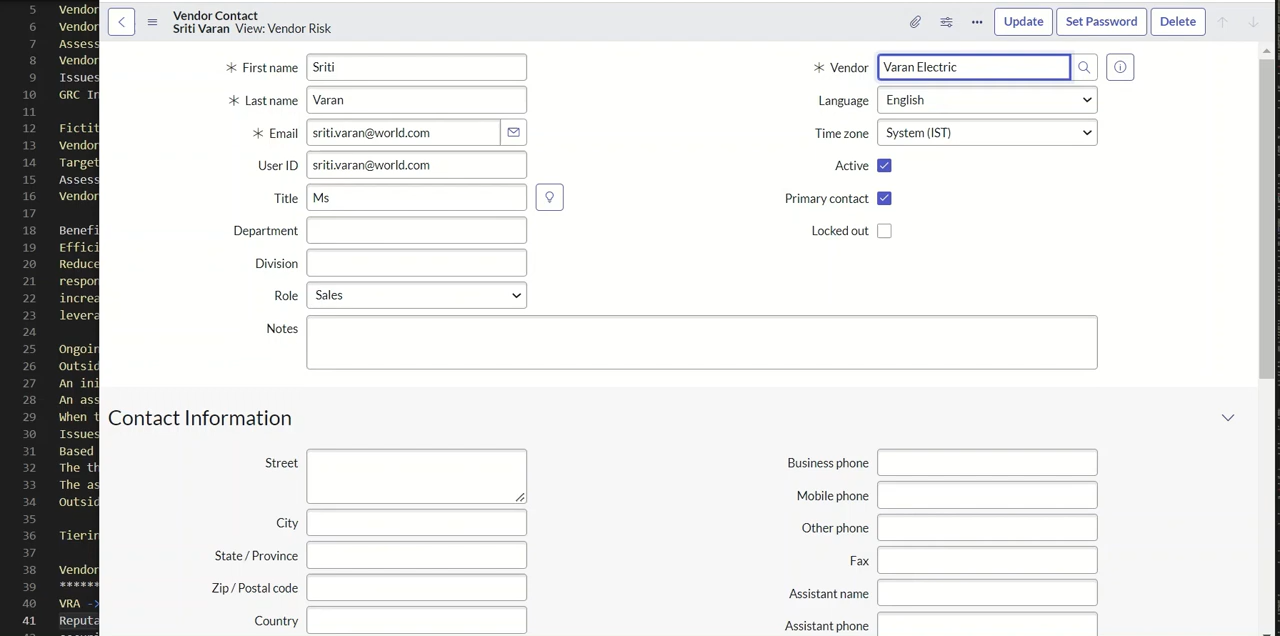 5 Vendor
6 Vendor
7 Assess
8 Vendor
9 Issues
10 GRC In
11
12 Fictit
13 Vendor
14 Target
15 Assess
16 Vendor
17
18 Benefi
19 Effici
20 Reduce
21 respon
22 increa
23 levera
24
25 Ongoin
26 Outsid
27 An ini
28 An ass
29 When t
30 Issues
31 Based
32 The th
33 The as
34 Outsid
35
36 Tierin
37
38 Vendor
39 ******
40 VRA ->
41 Reputa
Vendor Contact
Sriti Varan View: Vendor Risk
Update
Set Password
Delete
* First name Sriti
* Last name Varan
* Email sriti.varan@world.com
User ID sriti.varan@world.com
Title Ms
Department
Division
Role Sales
Notes
* Vendor Varan Electric
Language English
Time zone System (IST)
Active
Primary contact
Locked out
Contact Information
Street
City
State / Province
Zip / Postal code
Country
Business phone
Mobile phone
Other phone
Fax
Assistant name
Assistant phone